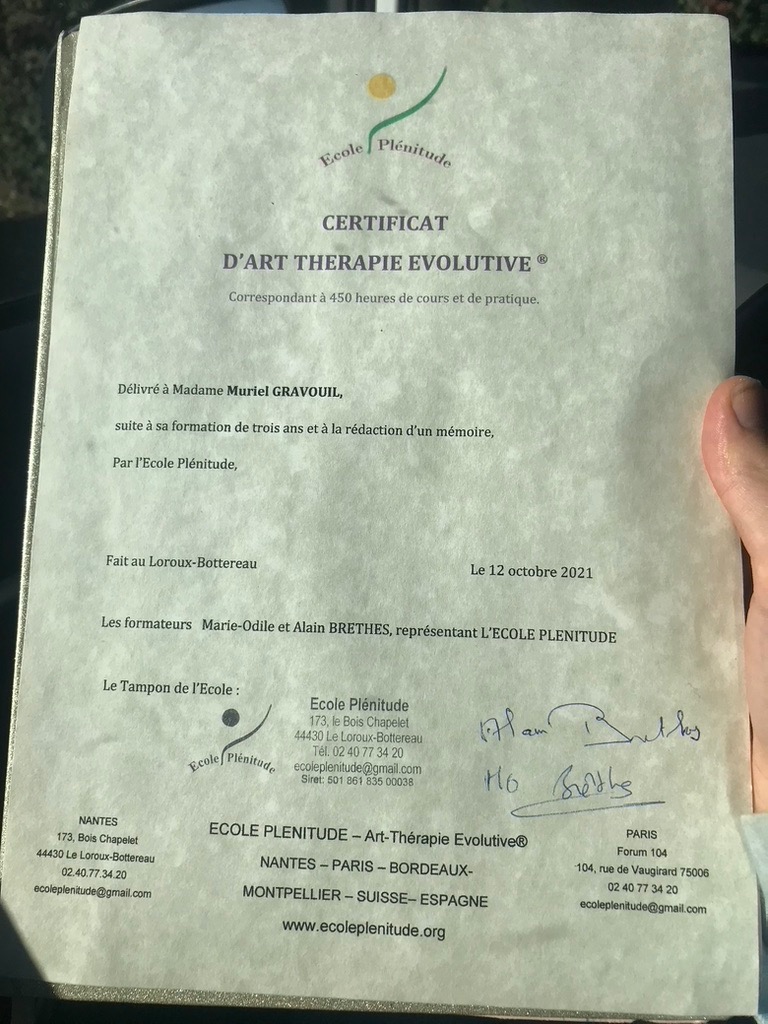 Ecole Plénitude
CERTIFICAT
D'ART THERAPIE EVOLUTIVE ®
Correspondant à 450 heures de cours et de pratique.
Délivré à Madame Muriel GRAVOUIL,
suite à sa formation de trois ans et à la rédaction d'un mémoire,
Par l'Ecole Plénitude,
Fait au Loroux-Bottereau
Le 12 octobre 2021
Les formateurs Marie-Odile et Alain BRETHES, représentant L'ECOLE PLENITUDE
Le Tampon de l'Ecole :
Ecole Plénitude
Ecole Plénitude
173, le Bois Chapelet
44430 Le Loroux-Bottereau
Tél. 02 40 77 34 20
ecoleplenitude@gmail.com
Siret: 501 861 835 00038
Alain Brethes
MO Brethes
NANTES
173, Bois Chapelet
44430 Le Loroux-Bottereau
02.40.77.34.20
ecoleplenitude@gmail.com
ECOLE PLENITUDE – Art-Thérapie Evolutive®
NANTES – PARIS – BORDEAUX-
MONTPELLIER – SUISSE– ESPAGNE
www.ecoleplenitude.org
PARIS
Forum 104
104, rue de Vaugirard 75006
02 40 77 34 20
ecoleplenitude@gmail.com